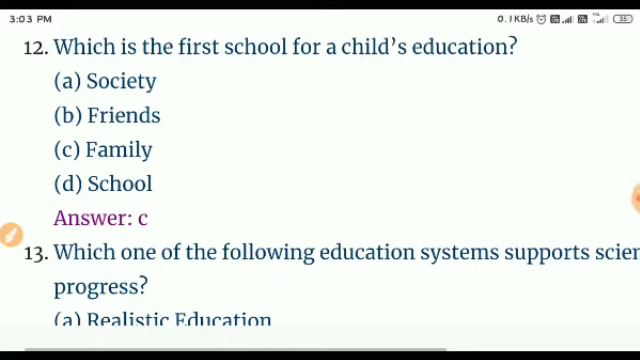 3:03 PM 0.1KB/s 35
12. Which is the first school for a child's education?
(a) Society
(b) Friends
(c) Family
(d) School
Answer: c
13. Which one of the following education systems supports
progress?
(a) Realistic Education